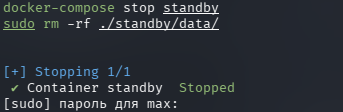 docker-compose stop standby
sudo rm -rf ./standby/data/
[+] Stopping 1/1
✔ Container standby Stopped
[sudo] пароль для max: